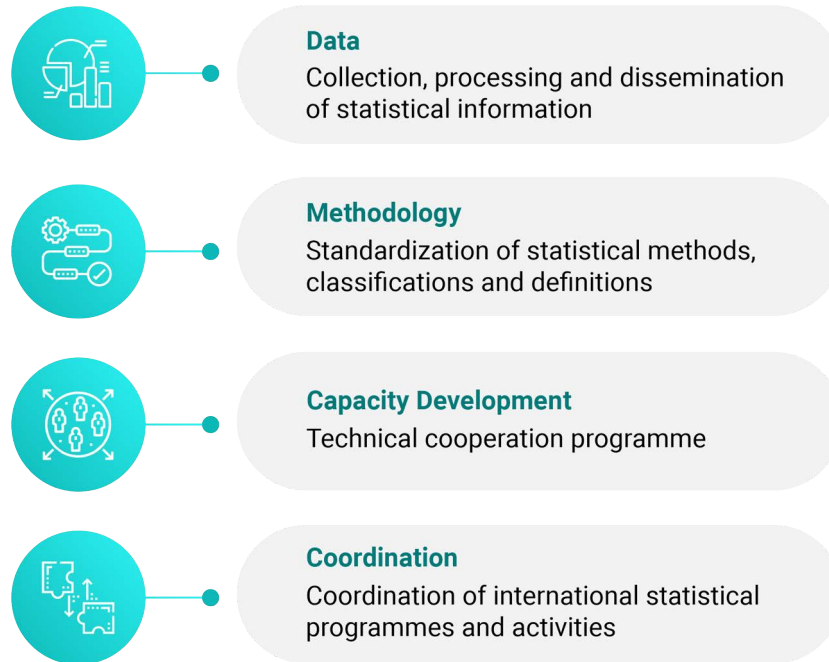 Data
Collection, processing and dissemination
of statistical information
Methodology
Standardization of statistical methods,
classifications and definitions
Capacity Development
Technical cooperation programme
Coordination
Coordination of international statistical
programmes and activities